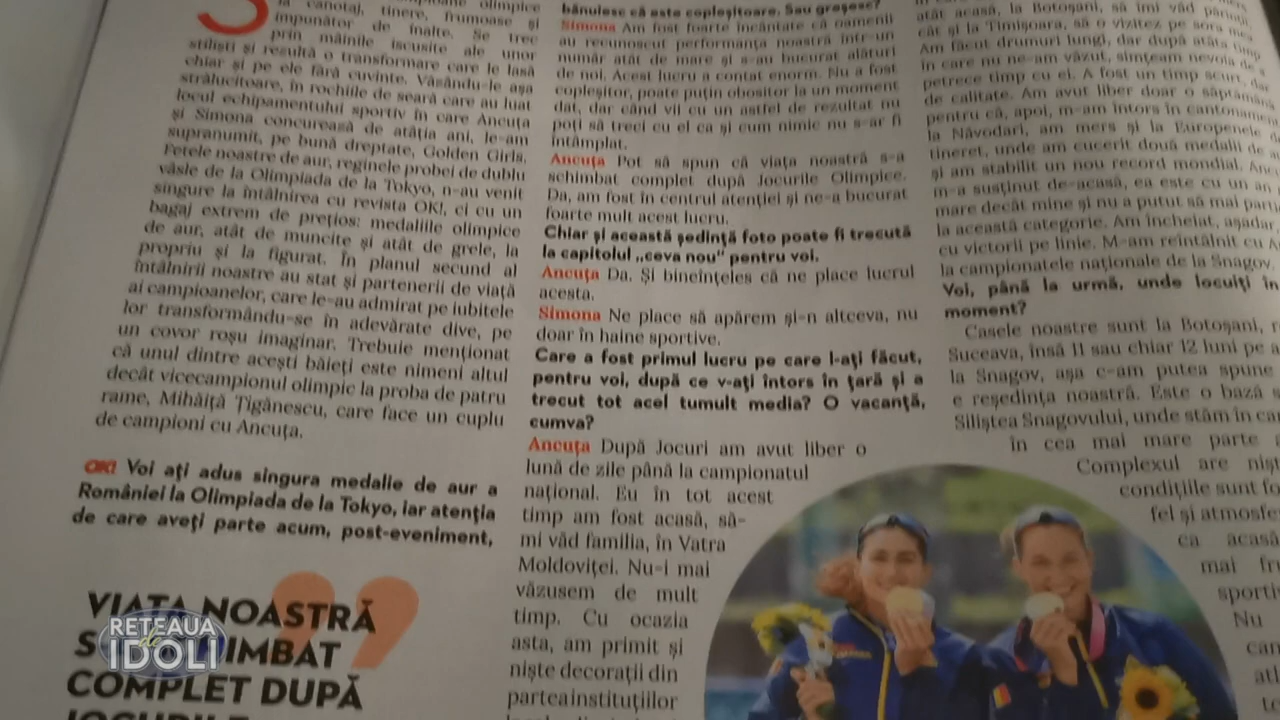 S
la canotaj, tinere, frumoase și
impunător de înalte. Se trec
prin mâinile iscusite ale unor
stiliști și rezultă o transformare care le lasă
chiar și pe ele fără cuvinte. Văzându-le așa
strălucitoare, în rochiile de seară care au luat
locul echipamentului sportiv în care Ancuța
și Simona concurează de atâția ani, le-am
supranumit, pe bună dreptate, Golden Girls.
Fetele noastre de aur, reginele probei de dublu
vâsle de la Olimpiada de la Tokyo, n-au venit
singure la întâlnirea cu revista OK!, ci cu un
bagaj extrem de prețios: medaliile olimpice
de aur, atât de muncite și atât de grele, la
propriu și la figurat. În planul secund al
întâlnirii noastre au stat și partenerii de viață
ai campioanelor, care le-au admirat pe iubitele
lor transformându-se în adevărate dive, pe
un covor roșu imaginar. Trebuie menționat
că unul dintre acești băieți este nimeni altul
decât vicecampionul olimpic la proba de patru
rame, Mihăiță Țigănescu, care face un cuplu
de campioni cu Ancuța.
OK! Voi ați adus singura medalie de aur a
României la Olimpiada de la Tokyo, iar atenția
de care aveți parte acum, post-eveniment,
VIAȚA NOASTRĂ
S IMBAT
COMPLET DUPĂ
JOCURILE
bănuiesc că asta copleșitoare. Sau greșesc?
Simona Am fost foarte încântate că oamenii
au recunoscut performanța noastră într-un
număr atât de mare și s-au bucurat alături
de noi. Acest lucru a contat enorm. Nu a fost
copleșitor, poate puțin obositor la un moment
dat, dar când vii cu un astfel de rezultat nu
poți să treci cu el ca și cum nimic nu s-ar fi
întâmplat.
Ancuța Pot să spun că viața noastră s-a
schimbat complet după Jocurile Olimpice.
Da, am fost în centrul atenției și ne-a bucurat
foarte mult acest lucru.
Chiar și această ședință foto poate fi trecută
la capitolul „ceva nou” pentru voi.
Ancuța Da. Și bineînțeles că ne place lucrul
acesta.
Simona Ne place să apărem și-n altceva, nu
doar în haine sportive.
Care a fost primul lucru pe care l-ați făcut,
pentru voi, după ce v-ați întors în țară și a
trecut tot acel tumult media? O vacanță,
cumva?
Ancuța După Jocuri am avut liber o
lună de zile până la campionatul
național. Eu în tot acest
timp am fost acasă, să-
mi văd familia, în Vatra
Moldoviței. Nu-i mai
văzusem de mult
timp. Cu ocazia
asta, am primit și
niște decorații din
parteainstituțiilor
atât acasă, la Botoșani, să îmi văd părinții
cât și la Timișoara, să o vizitez pe sora mea
Am făcut drumuri lungi, dar după atâta timp
în care nu ne-am văzut, simțeam nevoia de a
petrece timp cu ei. A fost un timp scurt, dar
de calitate. Am avut liber doar o săptămână
pentru că, apoi, m-am întors în cantonament
la Năvodari, am mers și la Europenele de
tineret, unde am cucerit două medalii de au
și am stabilit un nou record mondial. Ancu
m-a susținut de-acasă, ea este cu un an
mare decât mine și nu a putut să mai parti
la această categorie. Am încheiat, așadar,
cu victorii pe linie. M-am reîntâlnit cu A
la campionatele naționale de la Snagov.
Voi, până la urmă, unde locuiți în
moment?
Casele noastre sunt la Botoșani, r
Suceava, însă 11 sau chiar 12 luni pe a
la Snagov, așa c-am putea spune
e reședința noastră. Este o bază s
Siliștea Snagovului, unde stăm în can
în cea mai mare parte a
Complexul are nișt
condițiile sunt fo
fel și atmosfe
ca acasă
mai fru
sporti
Nu
can
atl
te
RETEAUA
de
IDOLI